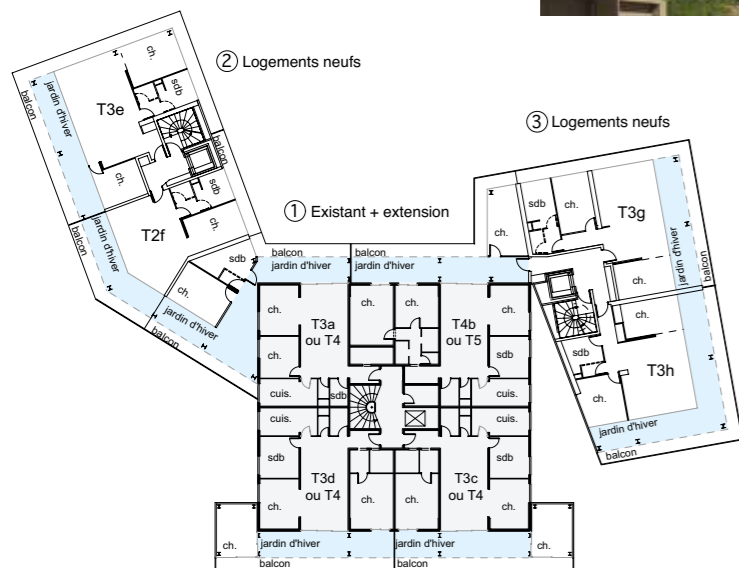 ② Logements neufs
ch.
jardin d'hiver
balcon
T3e
sdb
ch.
balcon
sdb
T2f
ch.
jardin d'hiver
balcon
sdb
ch.
jardin d'hiver
balcon
③ Logements neufs
sdb
ch.
T3g
ch.
jardin d'hiver
balcon
ch.
ch.
sdb
T3h
ch.
jardin d'hiver
balcon
① Existant + extension
balcon
balcon
jardin d'hiver
jardin d'hiver
ch.
T3a
ou T4
ch.
ch.
T4b
ou T5
ch.
ch.
sdb
cuis.
sdb
cuis.
cuis.
cuis.
sdb
T3d
ou T4
T3c
ou T4
sdb
ch.
ch.
ch.
ch.
ch.
ch.
jardin d'hiver
jardin d'hiver
balcon
balcon